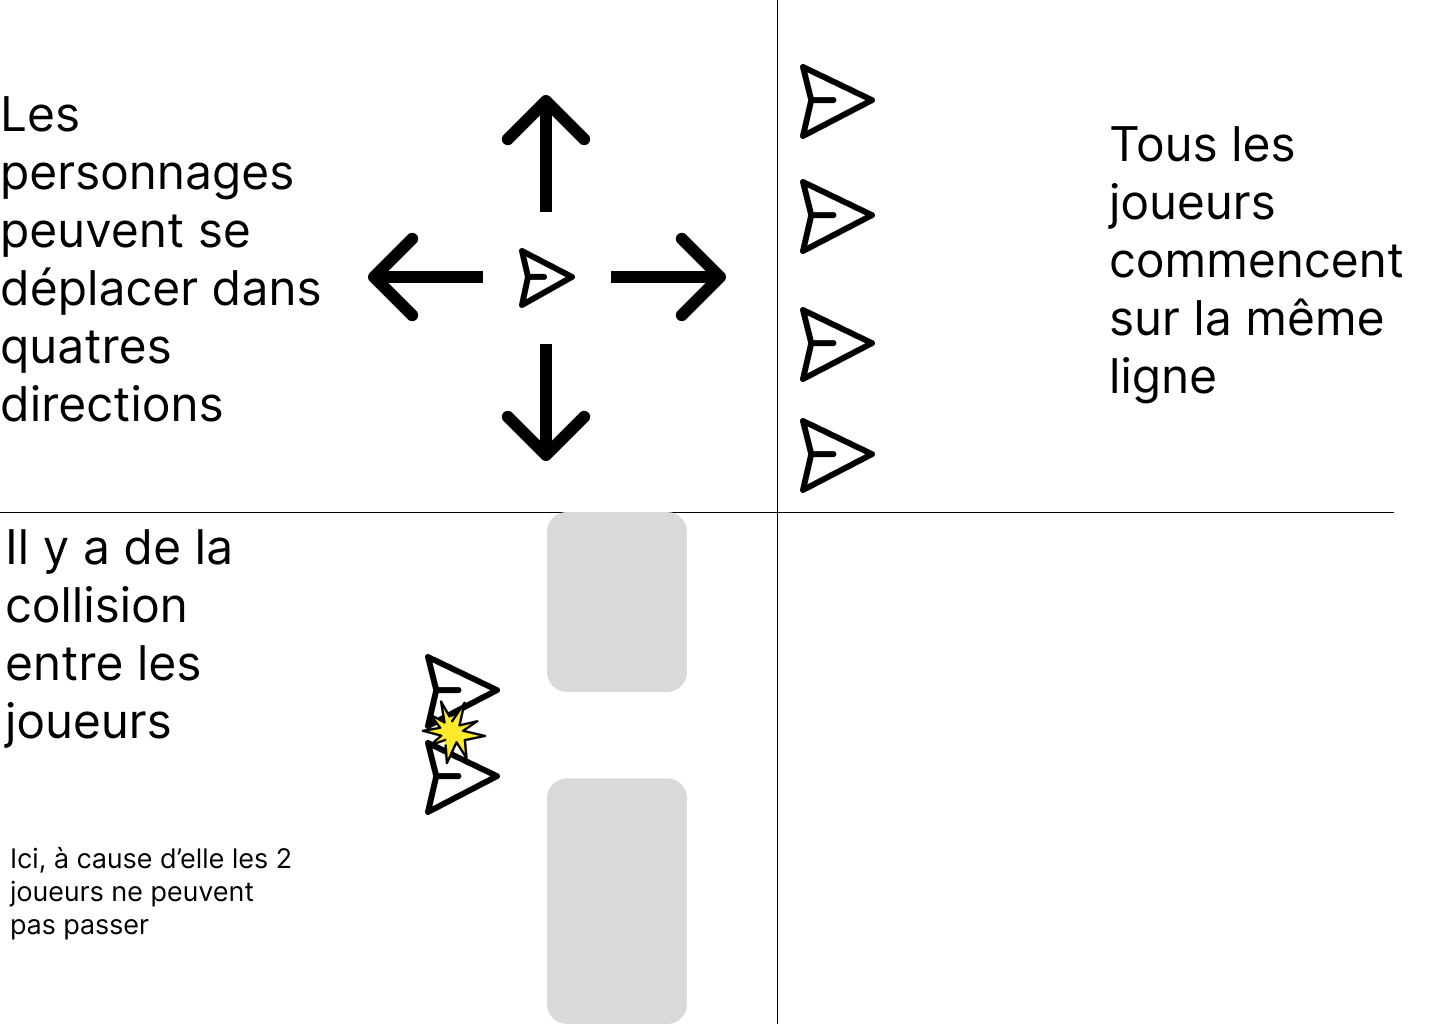 Les
personnages
peuvent se
déplacer dans
quatres
directions
Tous les
joueurs
commencent
sur la même
ligne
Il y a de la
collision
entre les
joueurs
Ici, à cause d’elle les 2
joueurs ne peuvent
pas passer